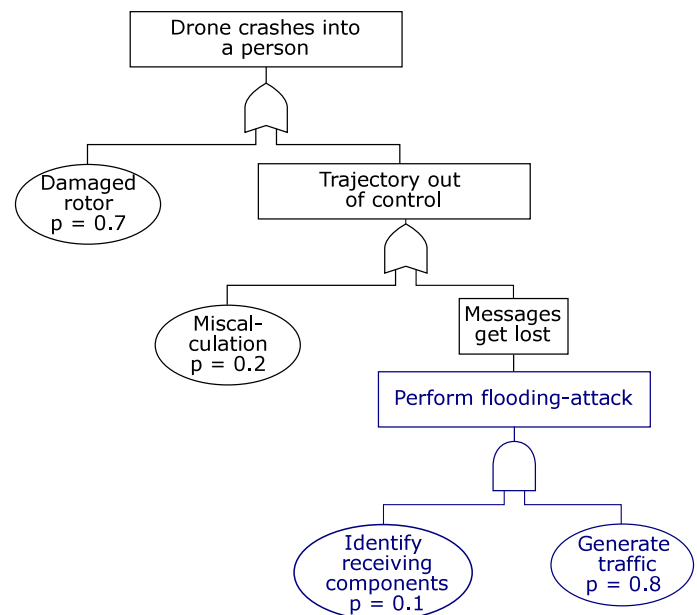 Drone crashes into
a person
Damaged
rotor
p = 0.7
Trajectory out
of control
Miscal-
culation
p = 0.2
Messages
get lost
Perform flooding-attack
Identify
receiving
components
p = 0.1
Generate
traffic
p = 0.8